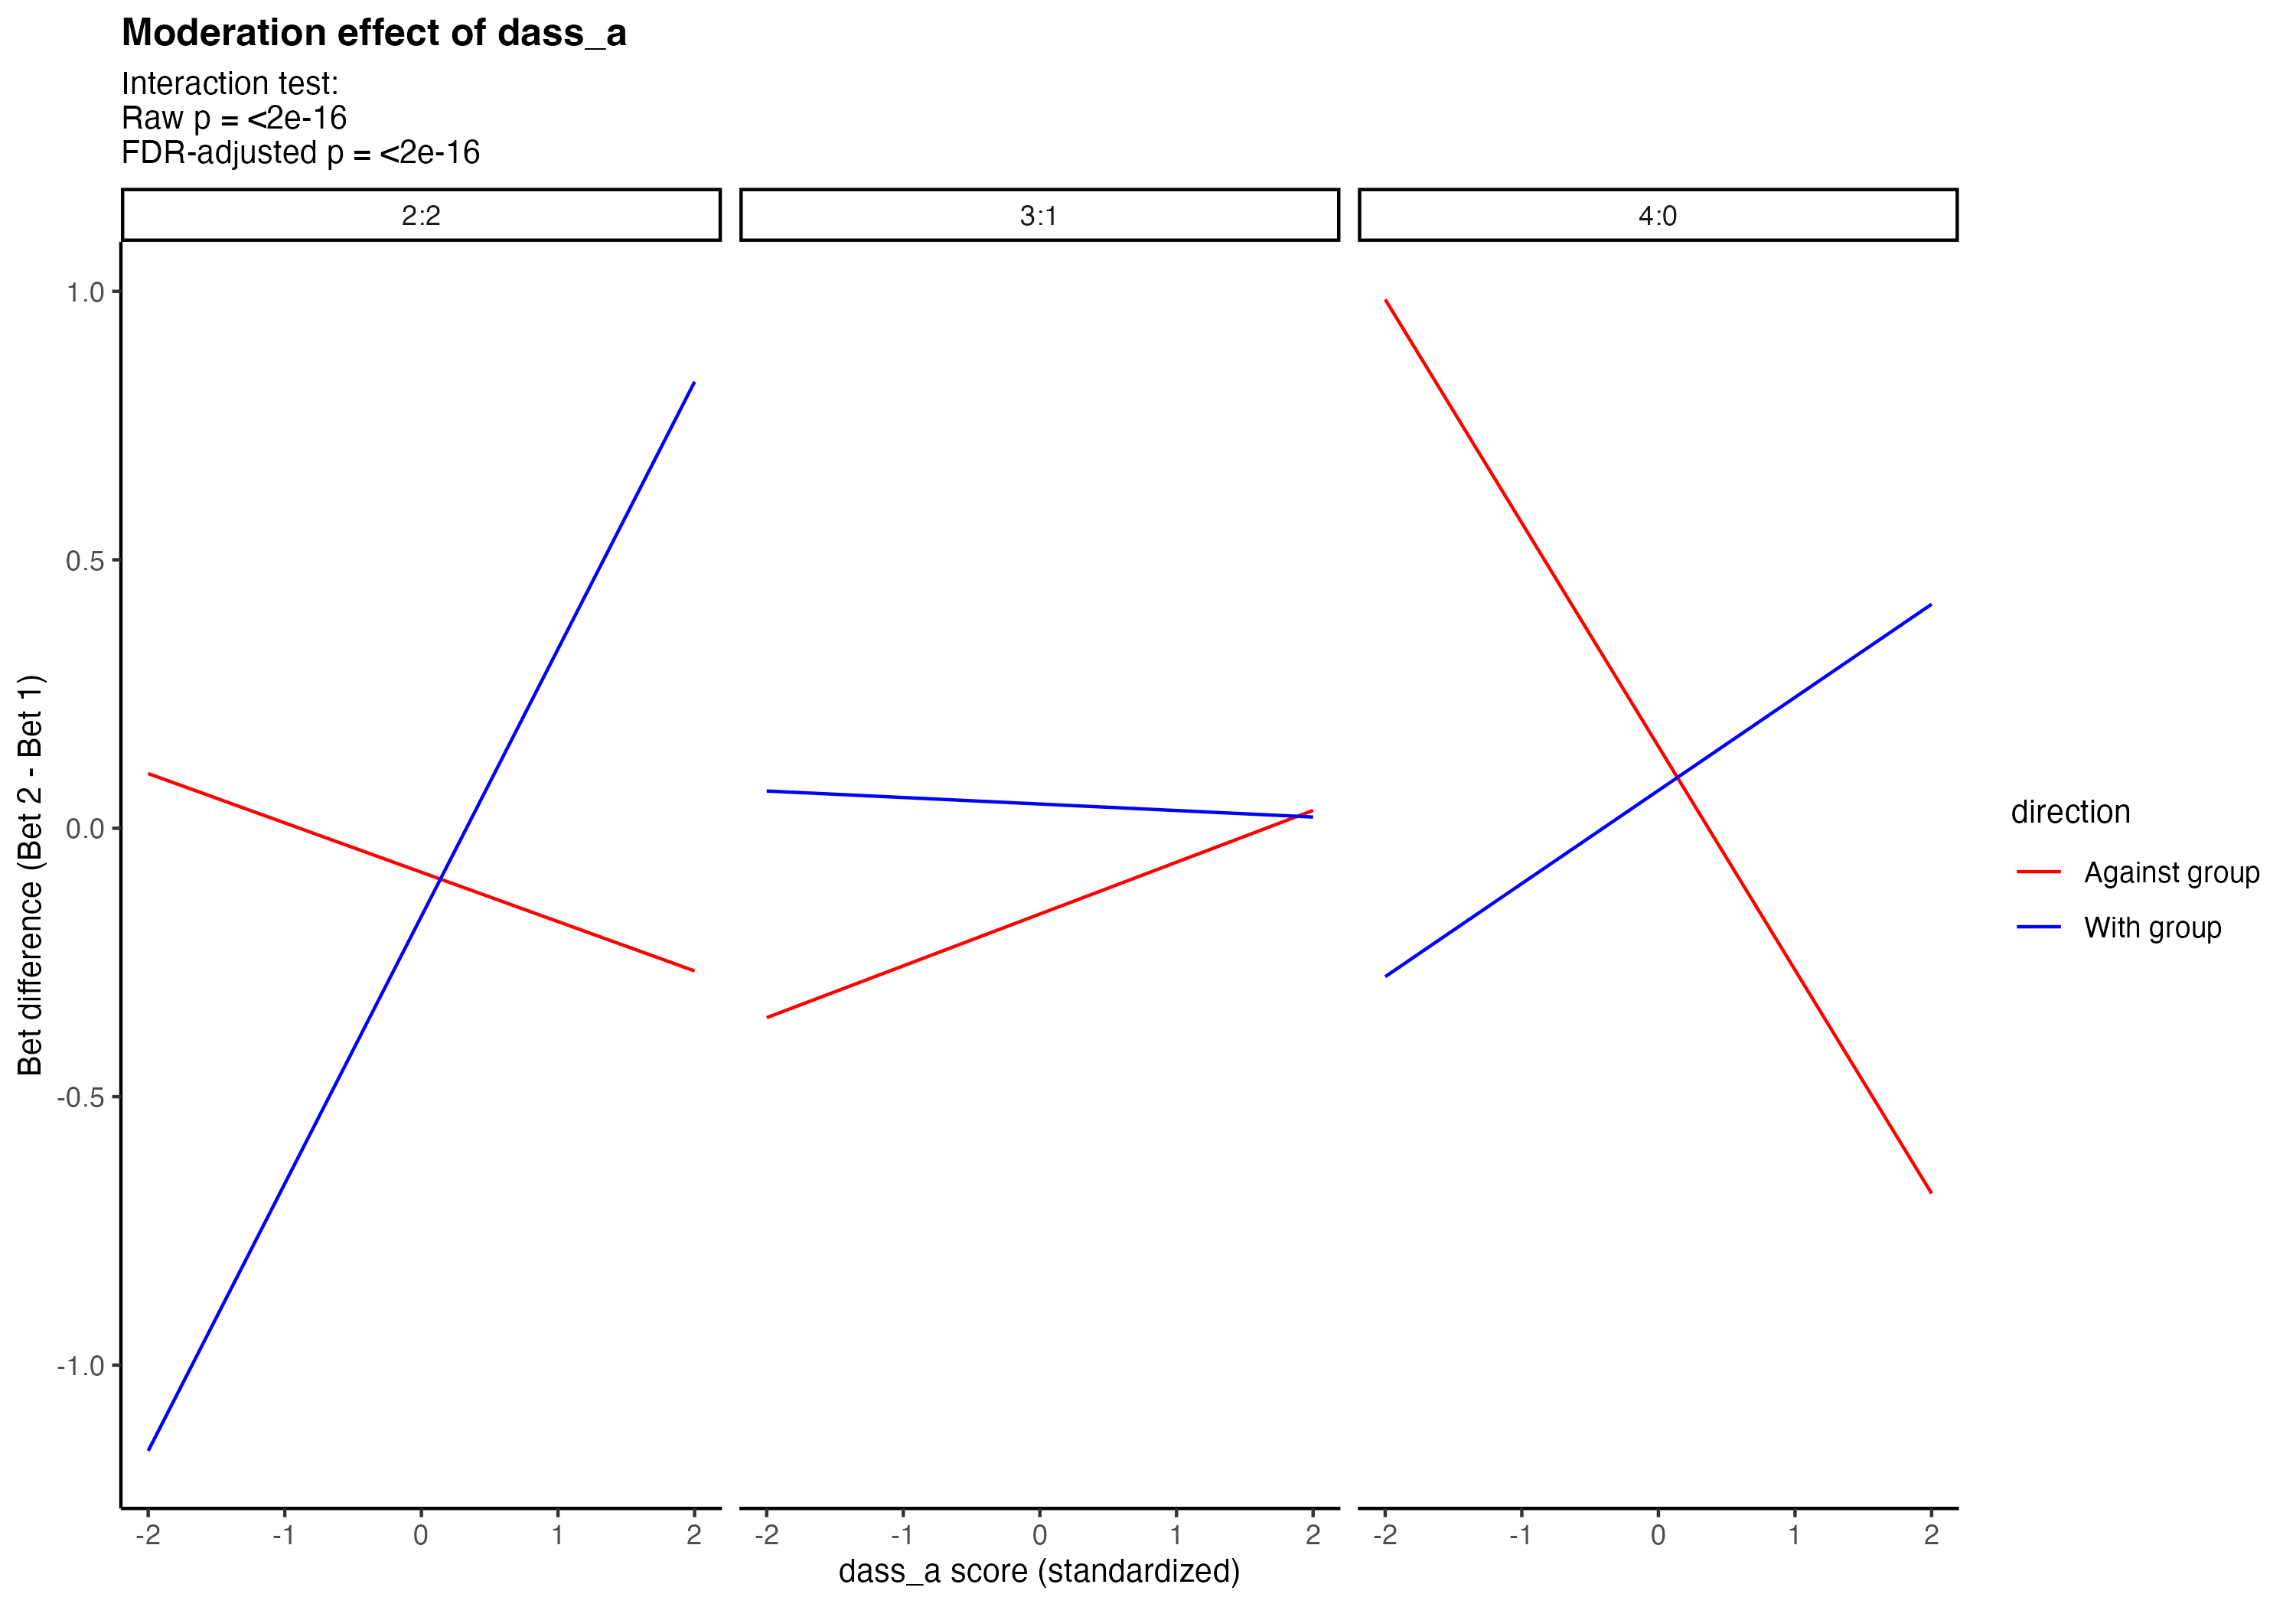 Moderation effect of dass_a
Interaction test:
Raw p = <2e-16
FDR-adjusted p = <2e-16
2:2
3:1
4:0
1.0
0.5
0.0
-0.5
-1.0
Bet difference (Bet 2 - Bet 1)
-2 -1 0 1 2
-2 -1 0 1 2
-2 -1 0 1 2
dass_a score (standardized)
direction
Against group
With group